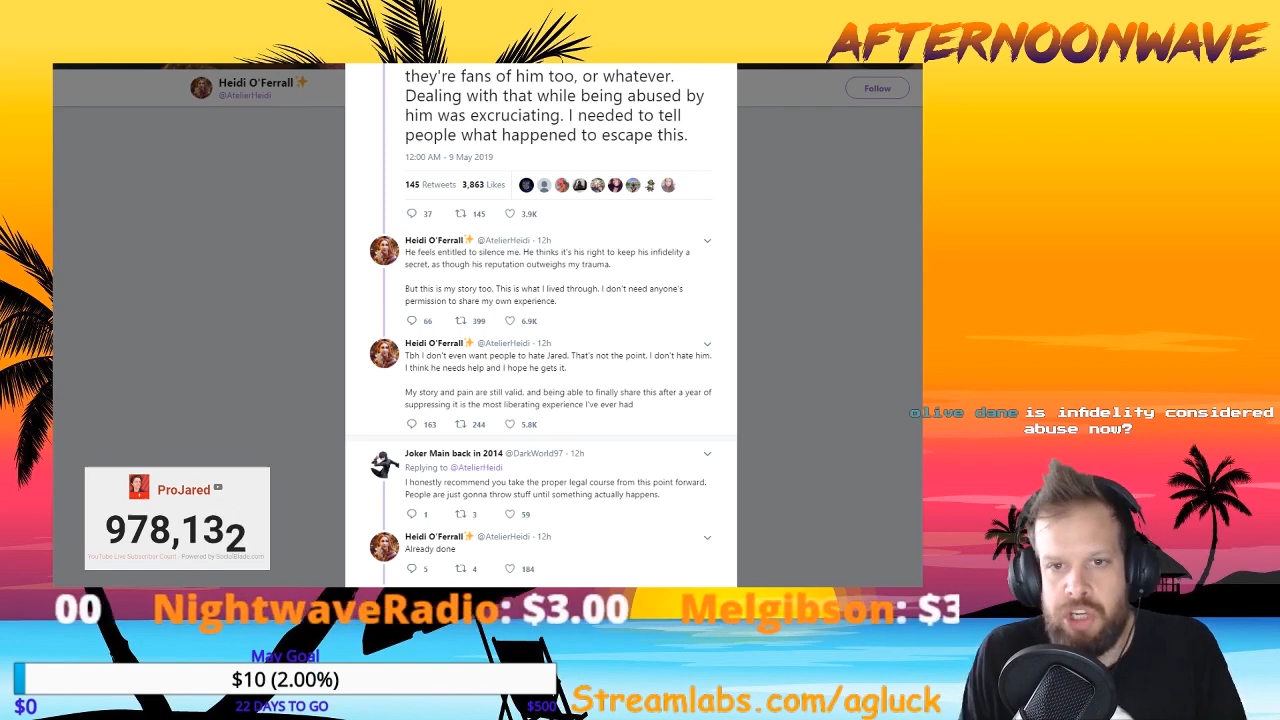 AFTERNOONWAVE
Heidi O'Ferrall✨
@AtelierHeidi
Follow
they're fans of him too, or whatever.
Dealing with that while being abused by
him was excruciating. I needed to tell
people what happened to escape this.
12:00 AM - 9 May 2019
145 Retweets 3,863 Likes
37 145 3.9K
Heidi O'Ferrall✨ @AtelierHeidi · 12h
He feels entitled to silence me. He thinks it's his right to keep his infidelity a
secret, as though his reputation outweighs my trauma.
But this is my story too. This is what I lived through. I don't need anyone's
permission to share my own experience.
66 399 6.9K
Heidi O'Ferrall✨ @AtelierHeidi · 12h
Tbh I don't even want people to hate Jared. That's not the point. I don't hate him.
I think he needs help and I hope he gets it.
My story and pain are still valid, and being able to finally share this after a year of
suppressing it is the most liberating experience I've ever had
163 244 5.8K
Joker Main back in 2014 @DarkWorld97 · 12h
Replying to @AtelierHeidi
I honestly recommend you take the proper legal course from this point forward.
People are just gonna throw stuff until something actually happens.
1 3 59
Heidi O'Ferrall✨ @AtelierHeidi · 12h
Already done
5 4 184
olive dane is infidelity considered
abuse now?
ProJared
978,132
YouTube Live Subscriber Count - Powered by SocialBlade.com
00 NightwaveRadio: $3.00 Melgibson: $3
May Goal
$10 (2.00%)
$0 22 DAYS TO GO $500
Streamlabs.com/agluck